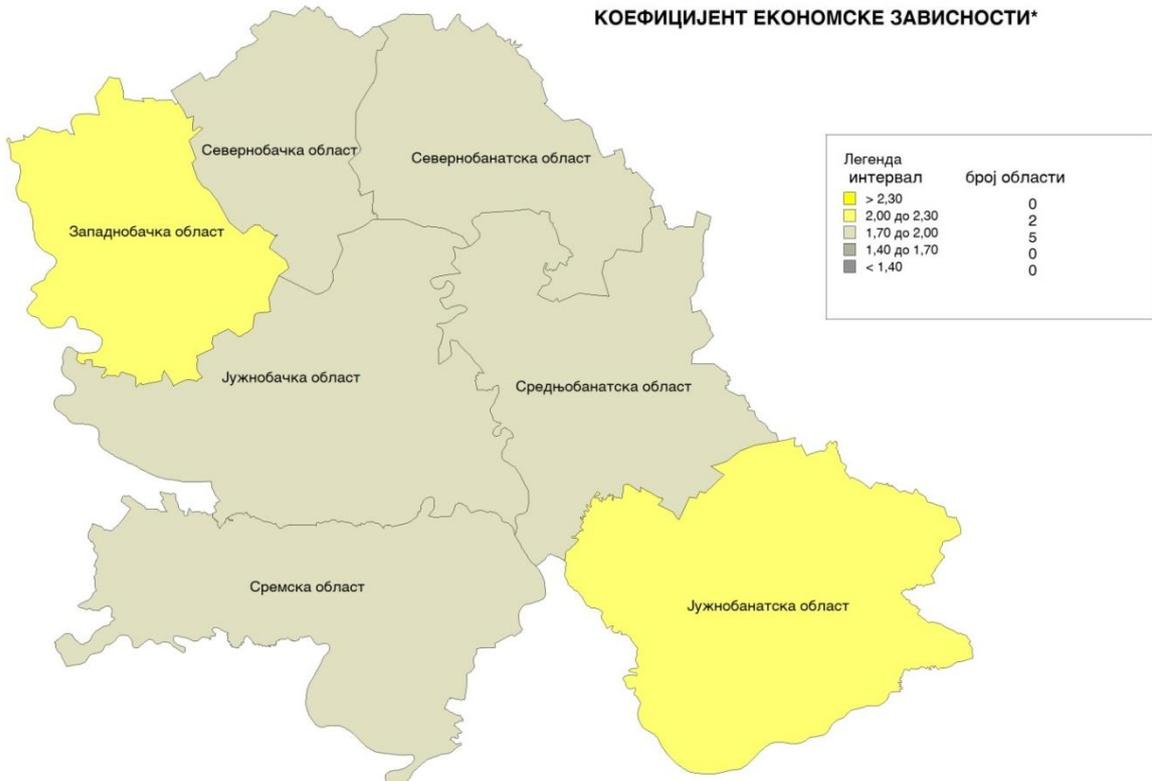 КОЕФИЦИЈЕНТ ЕКОНОМСКЕ ЗАВИСНОСТИ*
Севернобачка област
Севернобанатска област
Западнобачка област
Јужнобачка област
Средњобанатска област
Сремска област
Јужнобанатска област
Легенда
интервал број области
> 2,30 0
2,00 до 2,30 2
1,70 до 2,00 5
1,40 до 1,70 0
< 1,40 0